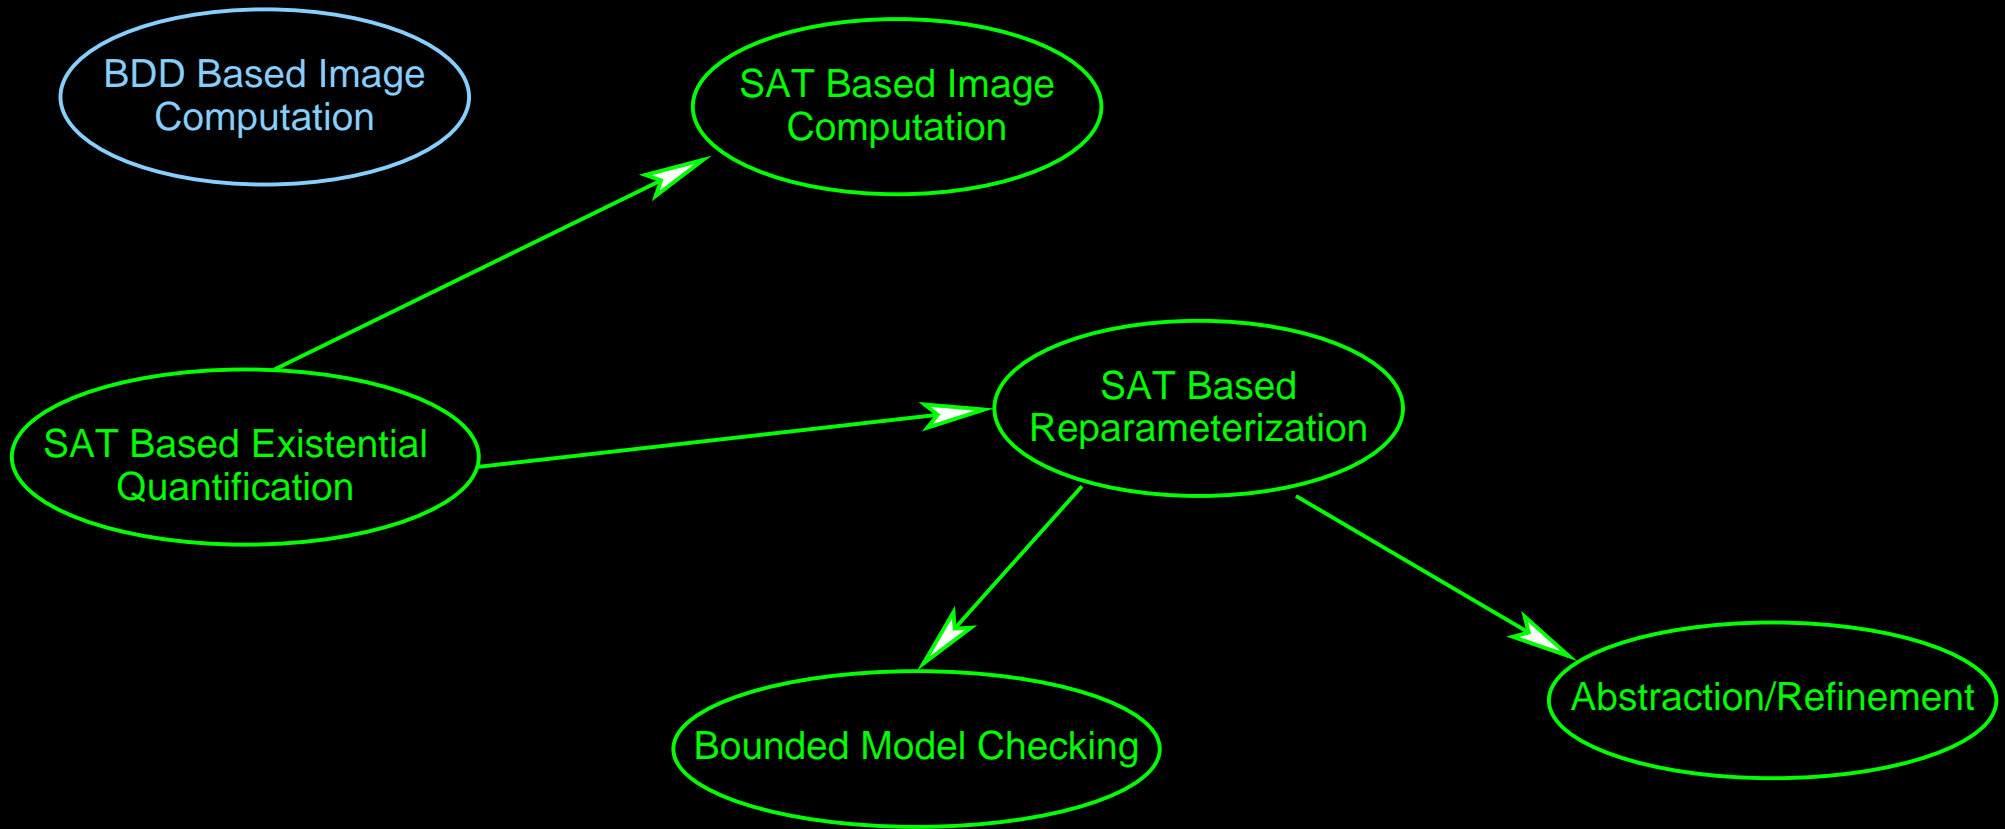 BDD Based Image
Computation
SAT Based Image
Computation
SAT Based Existential
Quantification
SAT Based
Reparameterization
Bounded Model Checking
Abstraction/Refinement